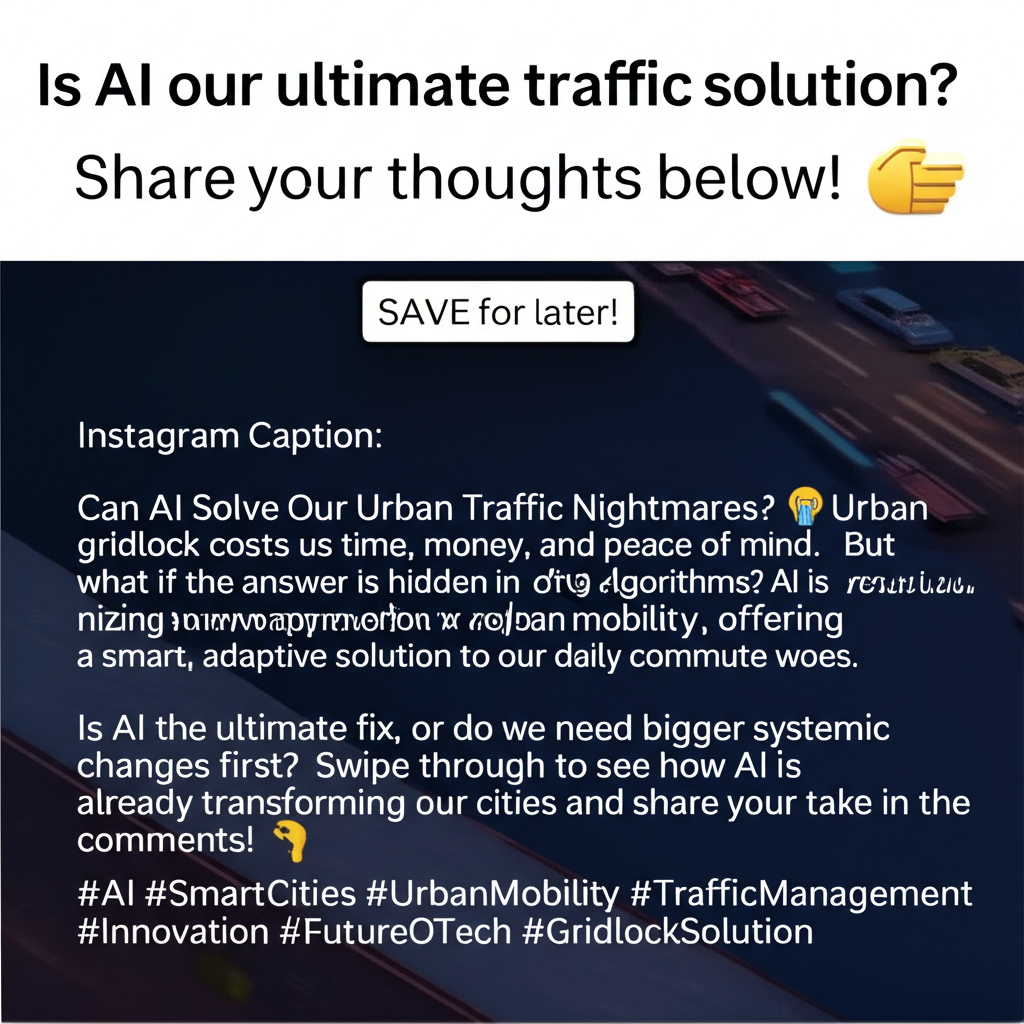 Is AI our ultimate traffic solution?
Share your thoughts below! 
SAVE for later!
Instagram Caption:
Can AI Solve Our Urban Traffic Nightmares? 😭 Urban
gridlock costs us time, money, and peace of mind. But
what if the answer is hidden in AI is
nizing mobility, offering
a smart, adaptive solution to our daily commute woes.
Is AI the ultimate fix, or do we need bigger systemic
changes first? Swipe through to see how AI is
already transforming our cities and share your take in the
comments!
#AI #SmartCities #UrbanMobility #TrafficManagement
#Innovation #FutureOTech #GridlockSolution